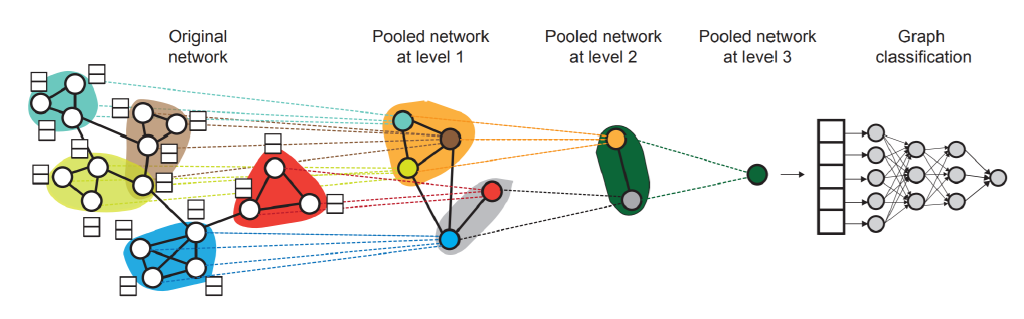 Original
network
Pooled network
at level 1
Pooled network
at level 2
Pooled network
at level 3
Graph
classification